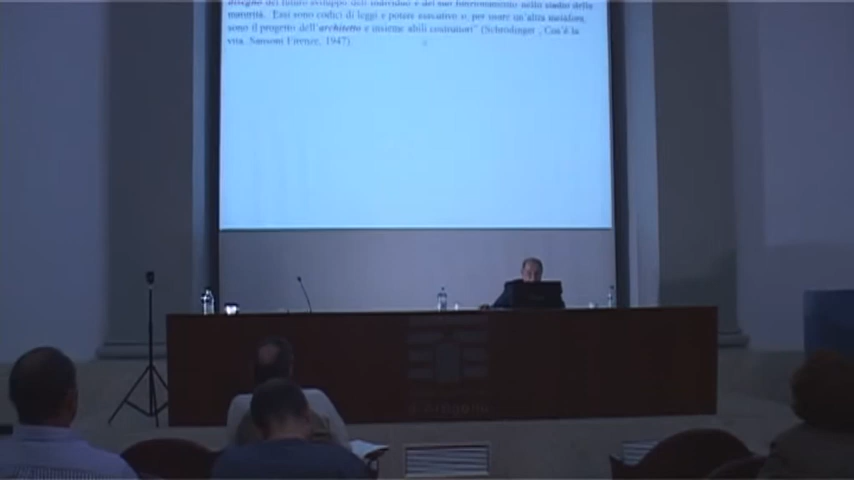 disegno del futuro sviluppo dell'individuo e del suo funzionamento nello stadio della
maturità. Essi sono codici di leggi e potere esecutivo o, per usare un'altra metafora,
sono il progetto dell'architetto e insieme abili costruttori" (Schrödinger , Cos'è la
vita. Sansoni Firenze, 1947)